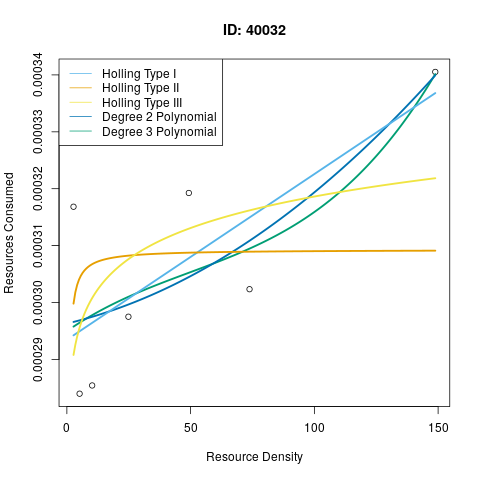 ID: 40032
Holling Type I
Holling Type II
Holling Type III
Degree 2 Polynomial
Degree 3 Polynomial
Resources Consumed
0.00034
0.00033
0.00032
0.00031
0.00030
0.00029
0 50 100 150
Resource Density